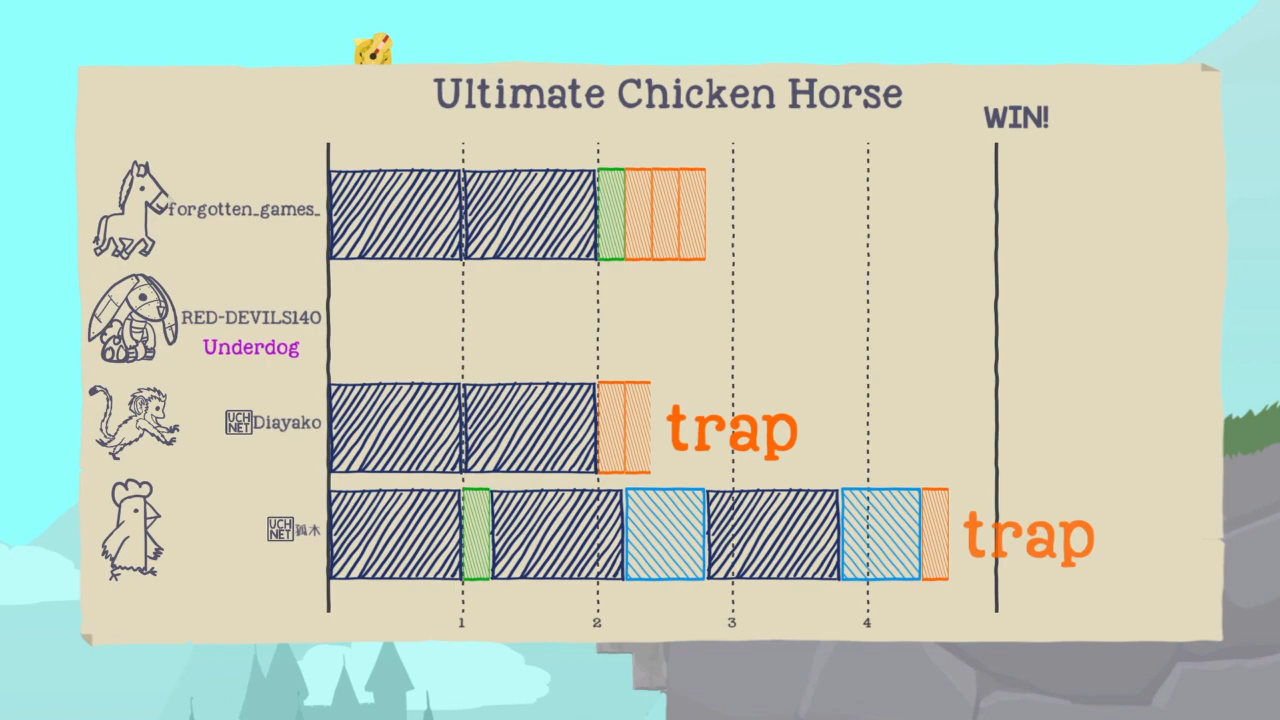 Ultimate Chicken Horse
WIN!
forgotten_games_
RED-DEVILS140
Underdog
UCH NET Diayako
trap
UCH NET 狐木
trap
1 2 3 4